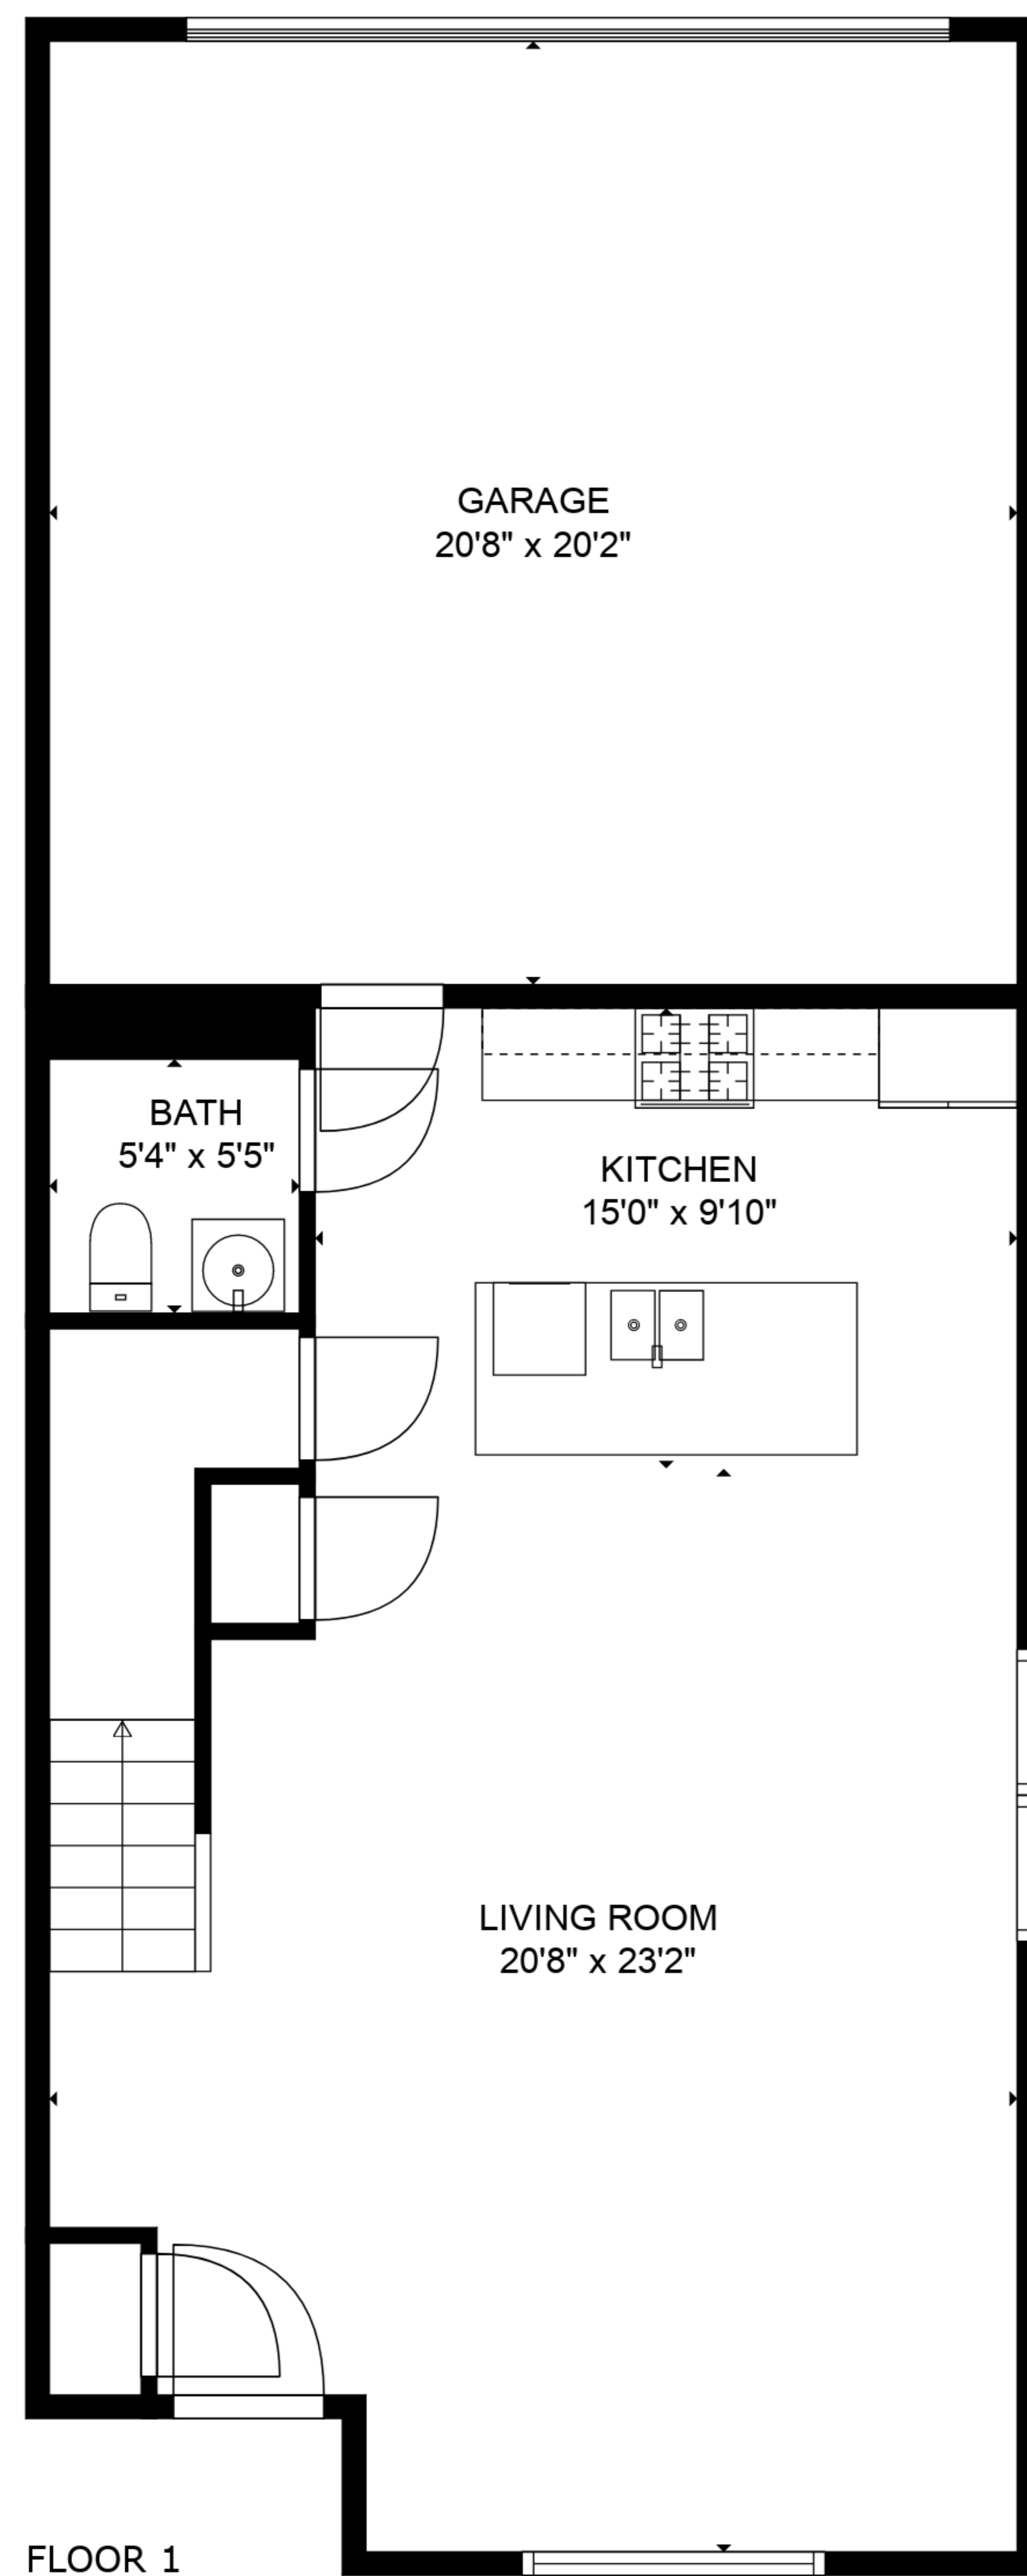 GARAGE
20'8" x 20'2"
BATH
5'4" x 5'5"
KITCHEN
15'0" x 9'10"
LIVING ROOM
20'8" x 23'2"
FLOOR 1